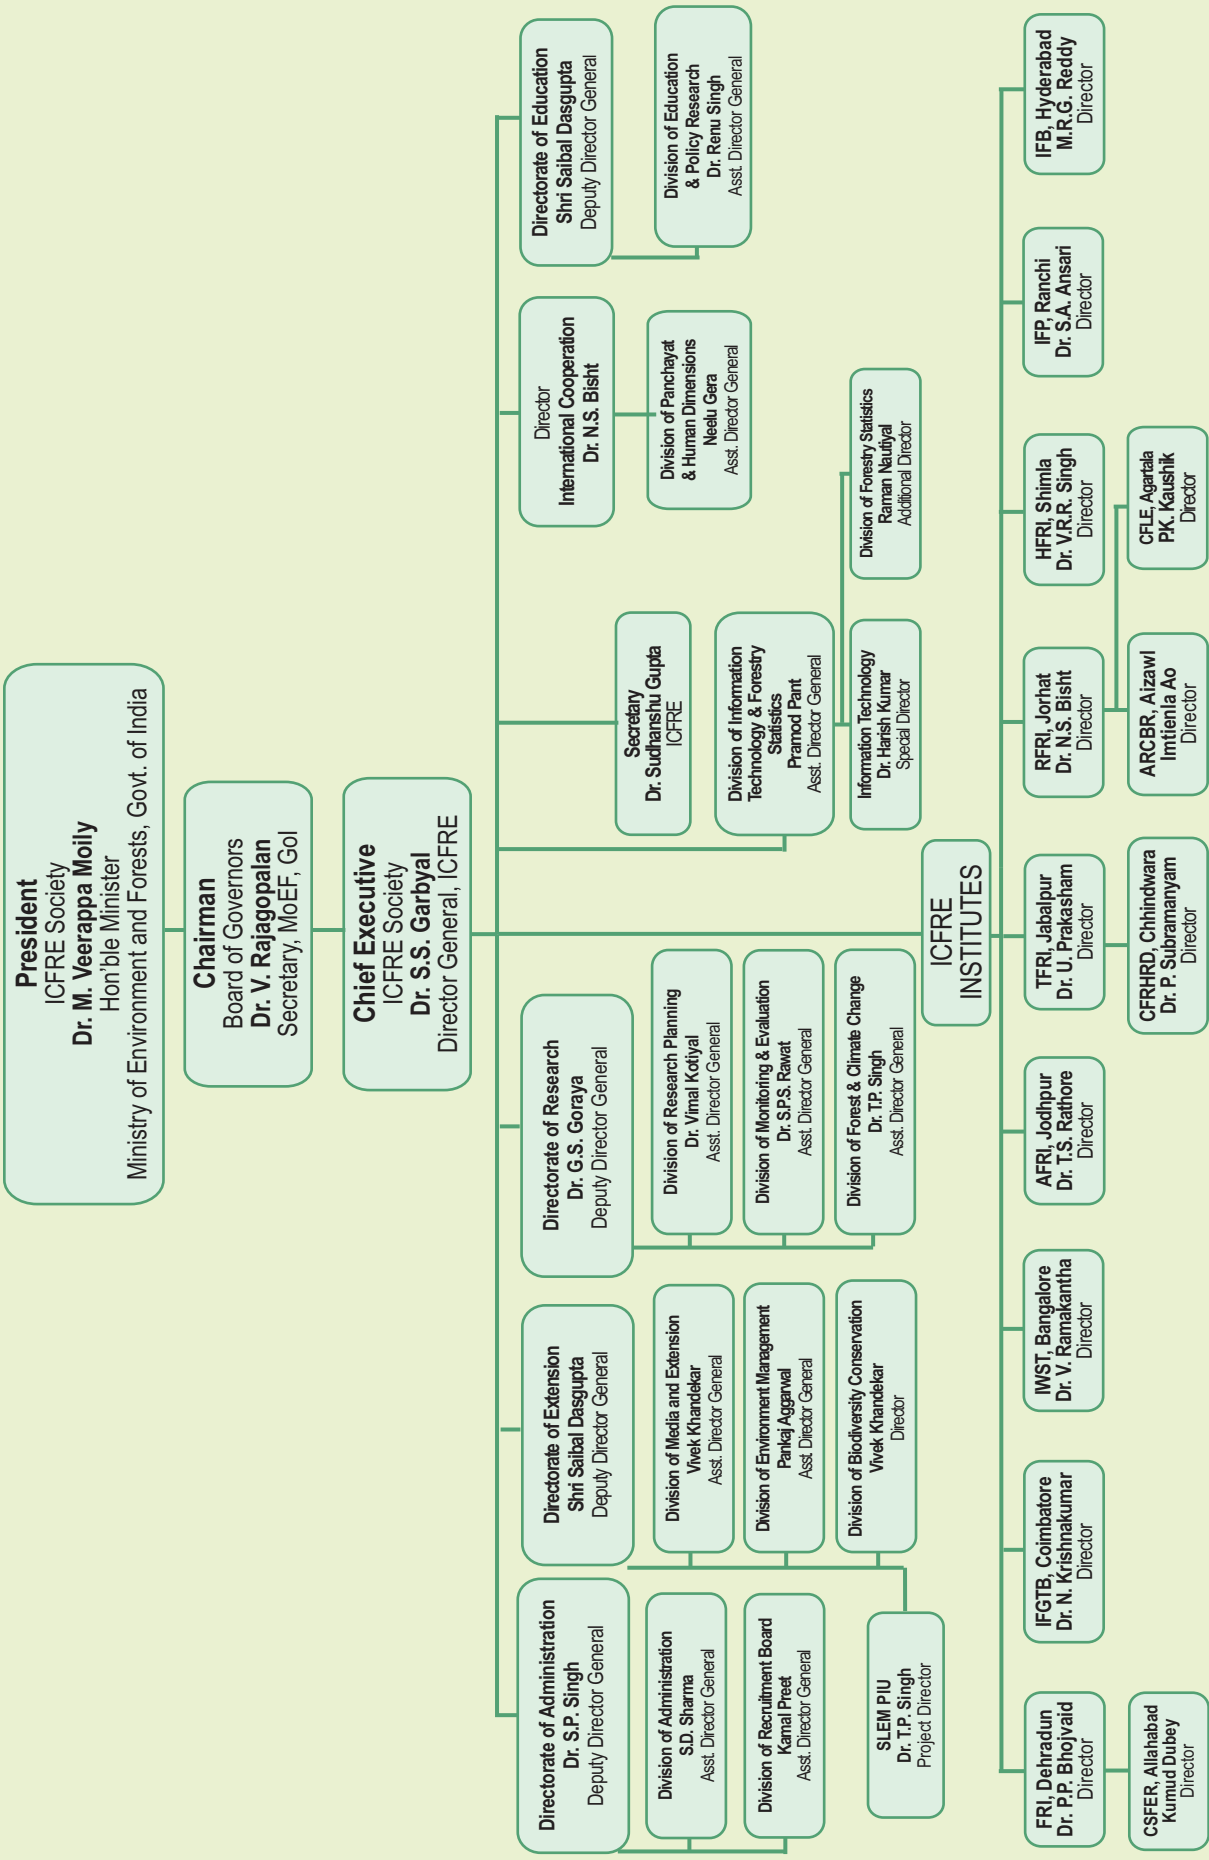 President
ICFRE Society
Dr. M. Veerappa Moily
Hon'ble Minister
Ministry of Environment and Forests, Govt. of India
Chairman
Board of Governors
Dr. V. Rajagopalan
Secretary, MoEF, GoI
Chief Executive
ICFRE Society
Dr. S.S. Garbyal
Director General, ICFRE
Directorate of Administration
Dr. S.P. Singh
Deputy Director General
Division of Administration
S.D. Sharma
Asst. Director General
Division of Recruitment Board
Kamal Preet
Asst. Director General
Directorate of Extension
Shri Saibal Dasgupta
Deputy Director General
Division of Media and Extension
Vivek Khandekar
Asst. Director General
Division of Environment Management
Pankaj Aggarwal
Asst. Director General
Division of Biodiversity Conservation
Vivek Khandekar
Director
SLEM PIU
Dr. T.P. Singh
Project Director
Directorate of Research
Dr. G.S. Goraya
Deputy Director General
Division of Research Planning
Dr. Vimal Kotiyal
Asst. Director General
Division of Monitoring & Evaluation
Dr. S.P.S. Rawat
Asst. Director General
Division of Forest & Climate Change
Dr. T.P. Singh
Asst. Director General
Secretary
Dr. Sudhanshu Gupta
ICFRE
Division of Information
Technology & Forestry
Statistics
Pramod Pant
Asst. Director General
Information Technology
Dr. Harish Kumar
Special Director
Division of Forestry Statistics
Raman Nautiyal
Additional Director
Director
International Cooperation
Dr. N.S. Bisht
Division of Panchayat
& Human Dimensions
Neelu Gera
Asst. Director General
Directorate of Education
Shri Saibal Dasgupta
Deputy Director General
Division of Education
& Policy Research
Dr. Renu Singh
Asst. Director General
ICFRE
INSTITUTES
FRI, Dehradun
Dr. P.P. Bhojvaid
Director
CSFER, Allahabad
Kumud Dubey
Director
IFGTB, Coimbatore
Dr. N. Krishnakumar
Director
IWST, Bangalore
Dr. V. Ramakantha
Director
AFRI, Jodhpur
Dr. T.S. Rathore
Director
TFRI, Jabalpur
Dr. U. Prakasham
Director
CFRHRD, Chhindwara
Dr. P. Subramanyam
Director
RFRI, Jorhat
Dr. N.S. Bisht
Director
ARCBR, Aizawl
Imtienla Ao
Director
CFLE, Agartala
P.K. Kaushik
Director
HFRI, Shimla
Dr. V.R.R. Singh
Director
IFP, Ranchi
Dr. S.A. Ansari
Director
IFB, Hyderabad
M.R.G. Reddy
Director